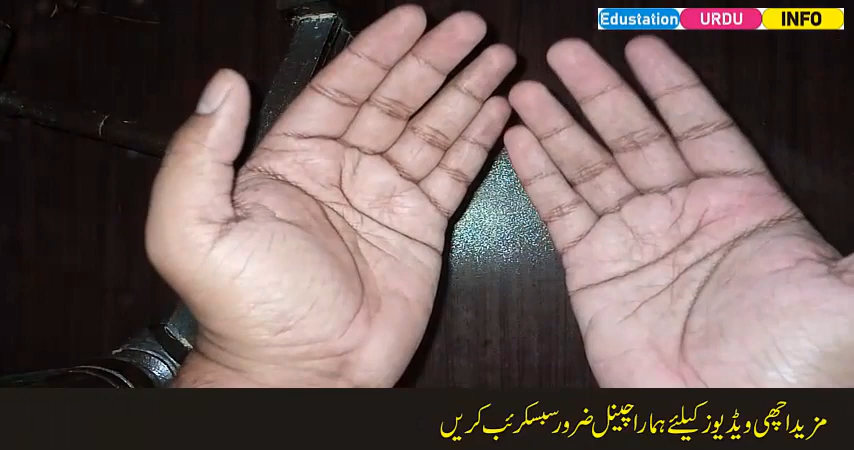 Edustation URDU INFO
مزید اچھی ویڈیوز کیلئے ہمارا چینل ضرور سبسکرائب کریں